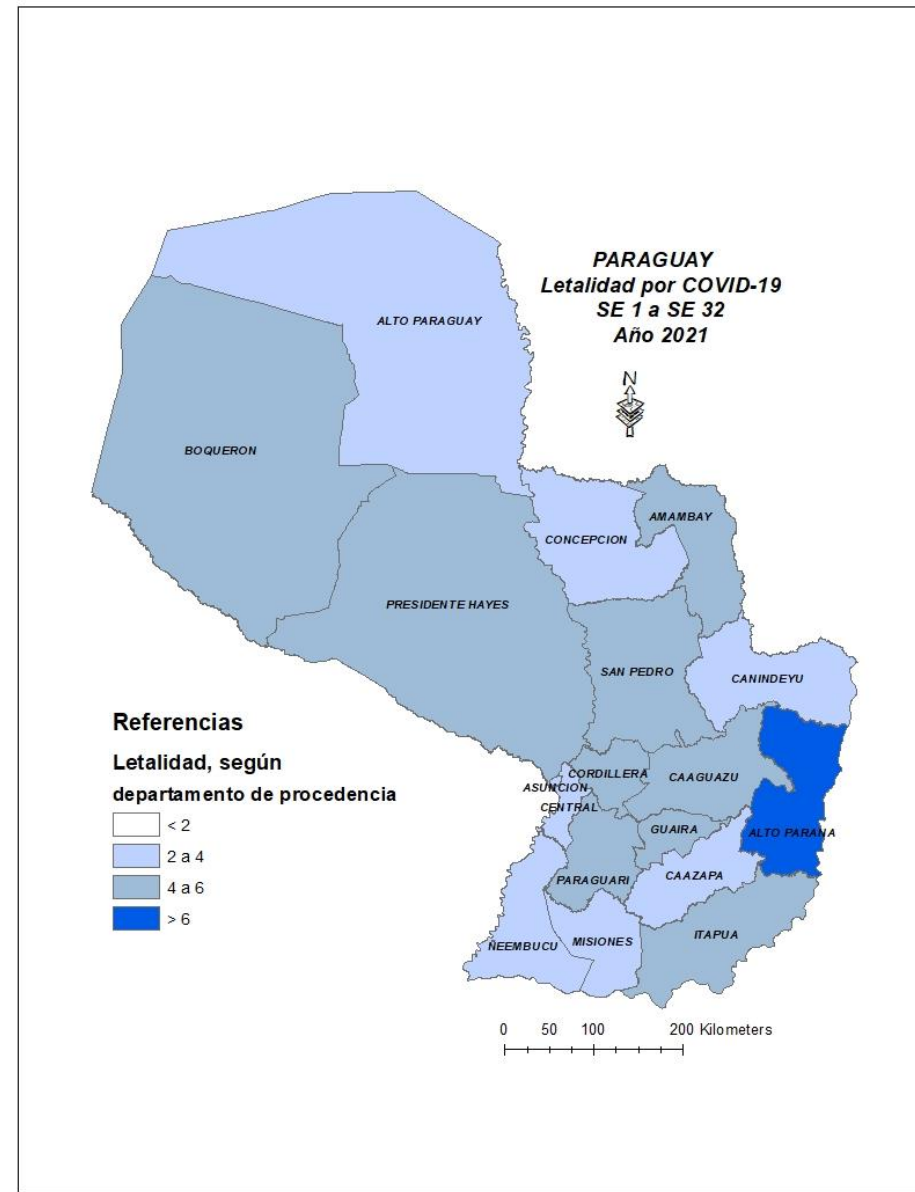 PARAGUAY
Letalidad por COVID-19
SE 1 a SE 32
Año 2021
N
ALTO PARAGUAY
BOQUERON
AMAMBAY
CONCEPCION
PRESIDENTE HAYES
SAN PEDRO
CANINDEYU
Referencias
Letalidad, según
departamento de procedencia
< 2
2 a 4
4 a 6
> 6
CORDILLERA
CAAGUAZU
ASUNCION
CENTRAL
GUAIRA
ALTO PARANA
PARAGUARI
CAAZAPA
ITAPUA
ÑEEMBUCU
MISIONES
0 50 100 200 Kilometers